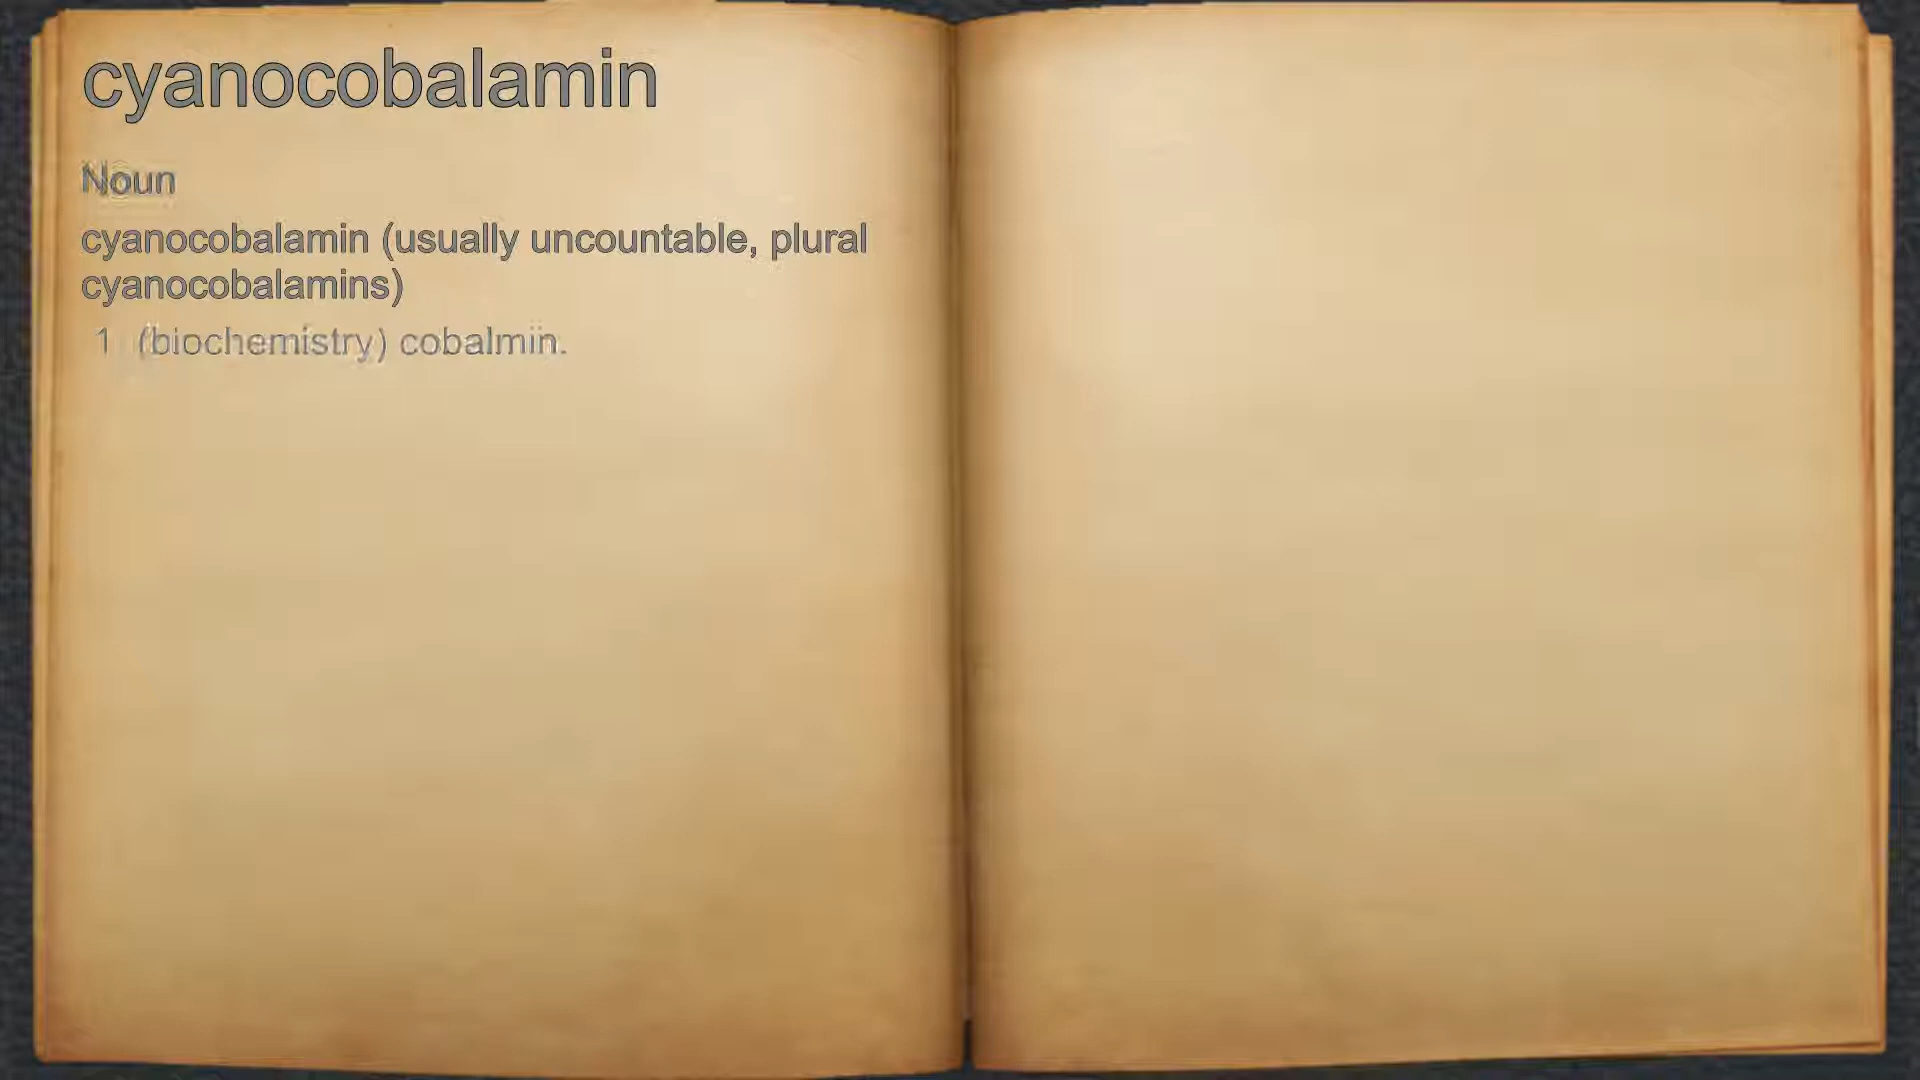 cyanocobalamin
Noun
cyanocobalamin (usually uncountable, plural
cyanocobalamins)
1 (biochemistry) cobalmin.